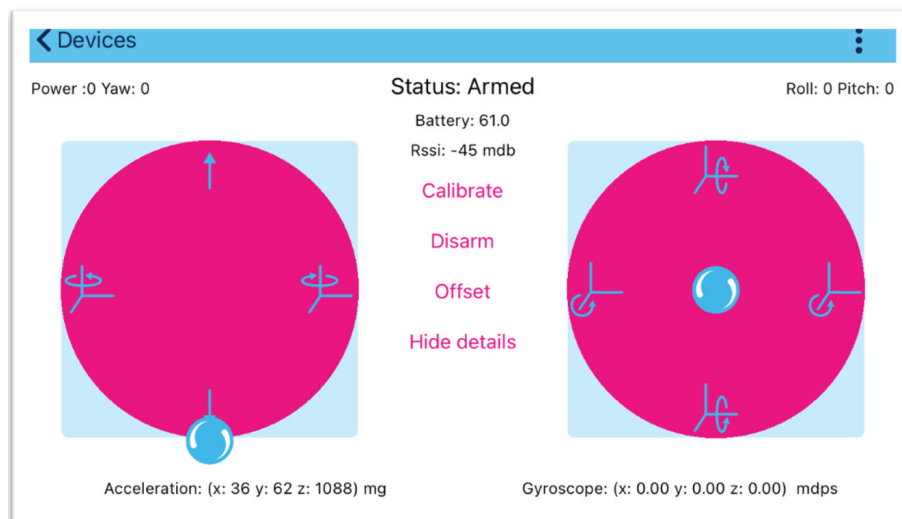 Devices
Power :0 Yaw: 0
Status: Armed
Roll: 0 Pitch: 0
Battery: 61.0
Rssi: -45 mdb
Calibrate
Disarm
Offset
Hide details
Acceleration: (x: 36 y: 62 z: 1088) mg
Gyroscope: (x: 0.00 y: 0.00 z: 0.00) mdps